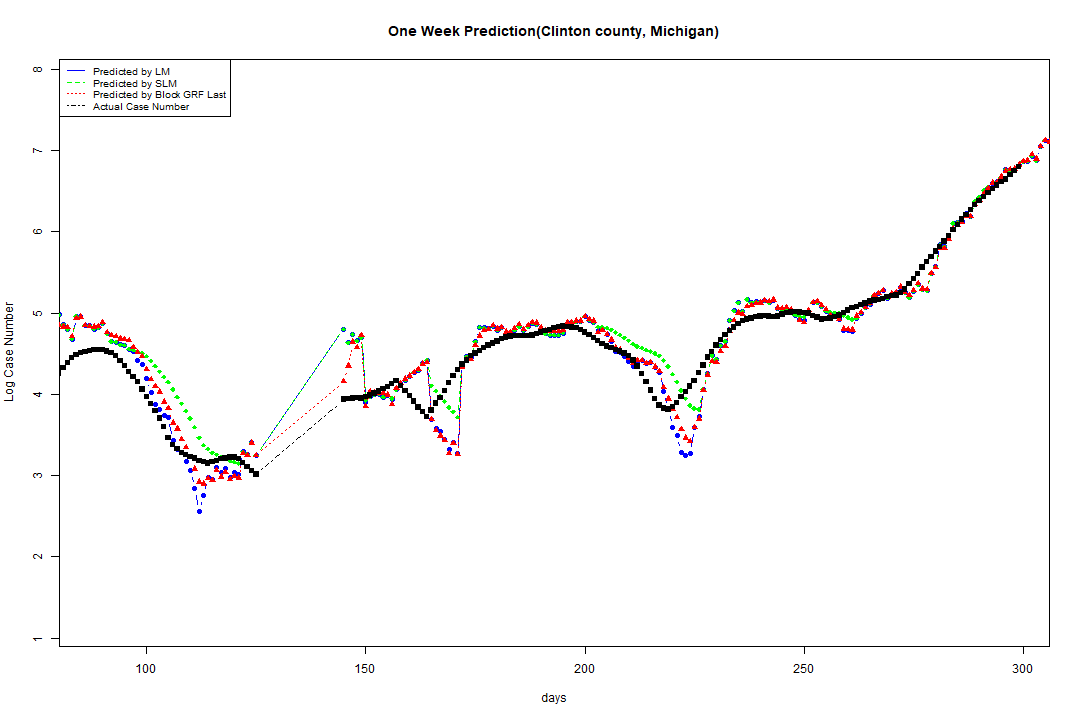 One Week Prediction(Clinton county, Michigan)
Predicted by LM
Predicted by SLM
Predicted by Block GRF Last
Actual Case Number
8
7
6
5
4
3
2
1
Log Case Number
100 150 200 250 300
days